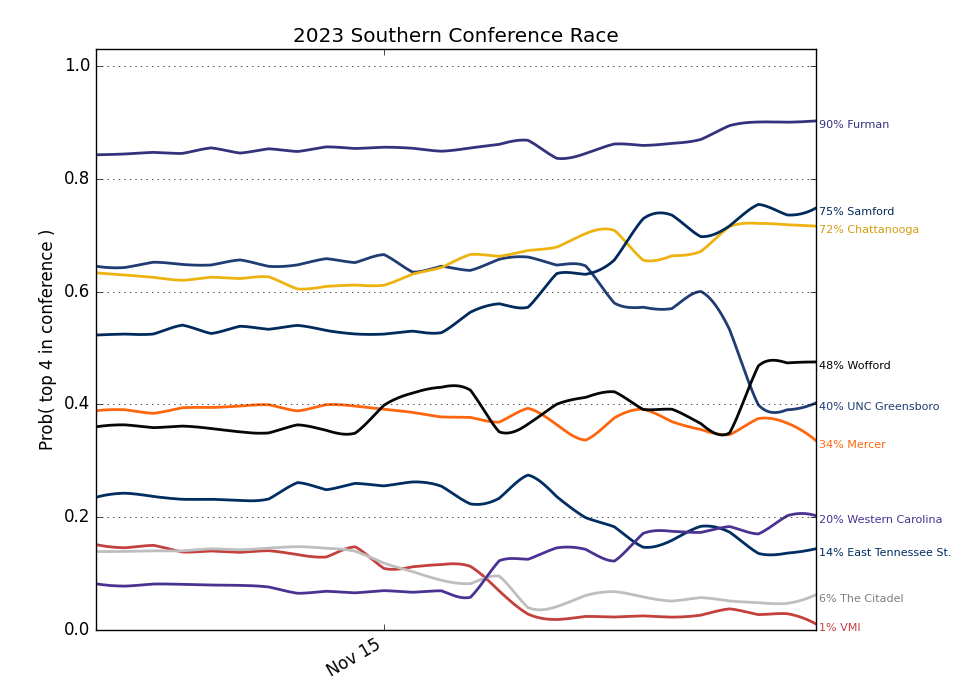 2023 Southern Conference Race
Prob( top 4 in conference )
1.0
0.8
0.6
0.4
0.2
0.0
Nov 15
90% Furman
75% Samford
72% Chattanooga
48% Wofford
40% UNC Greensboro
34% Mercer
20% Western Carolina
14% East Tennessee St.
6% The Citadel
1% VMI